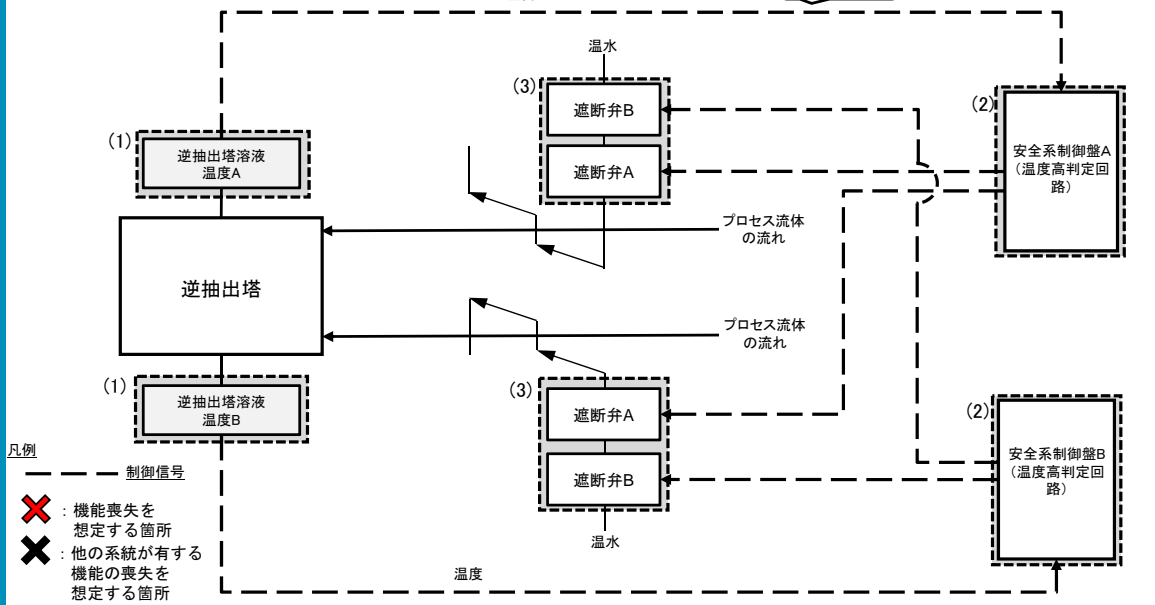 温水
(3)
遮断弁B
遮断弁A
(2)
安全系制御盤A
(温度高判定回
路)
(1)
逆抽出塔溶液
温度A
プロセス流体
の流れ
逆抽出塔
プロセス流体
の流れ
(1)
逆抽出塔溶液
温度B
(3)
遮断弁A
遮断弁B
温水
(2)
安全系制御盤B
(温度高判定回
路)
凡例
制御信号
:機能喪失を
想定する箇所
:他の系統が有する
機能の喪失を
想定する箇所
温度